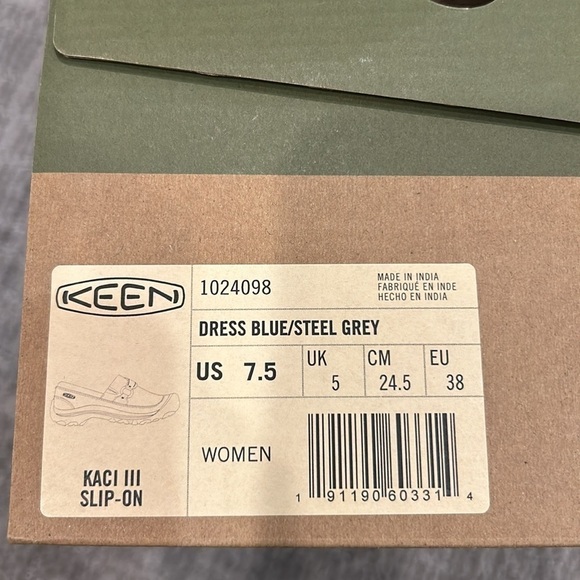 KEEN
1024098
MADE IN INDIA
FABRIQUÉ EN INDE
HECHO EN INDIA
DRESS BLUE/STEEL GREY
US 7.5
UK 5
CM 24.5
EU 38
WOMEN
KACI III
SLIP-ON
1 91190 60331 4